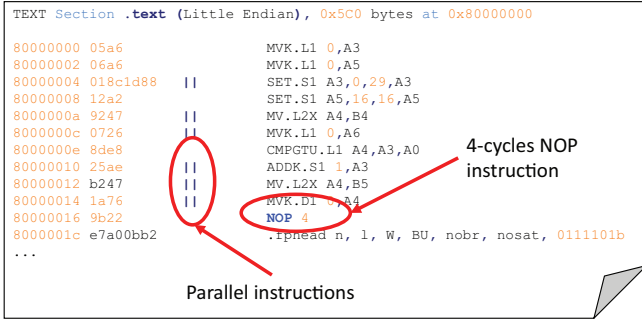 TEXT Section .text (Little Endian), 0x5C0 bytes at 0x80000000
80000000 05a6 MVK.L1 0,A3
80000002 06a6 MVK.L1 0,A5
80000004 018c1d88 || SET.S1 A3,0,29,A3
80000008 12a2 SET.S1 A5,16,16,A5
8000000a 9247 || MV.L2X A4,B4
8000000c 0726 || MVK.L1 0,A6
8000000e 8de8 CMPGTU.L1 A4,A3,A0
80000010 25ae || ADDK.S1 1,A3
80000012 b247 || MV.L2X A4,B5
80000014 1a76 || MVK.D1 0,A4
80000016 9b22 NOP 4
8000001c e7a00bb2 .fphead n, l, W, BU, nobr, nosat, 0111101b
...
4-cycles NOP
instruction
Parallel instructions